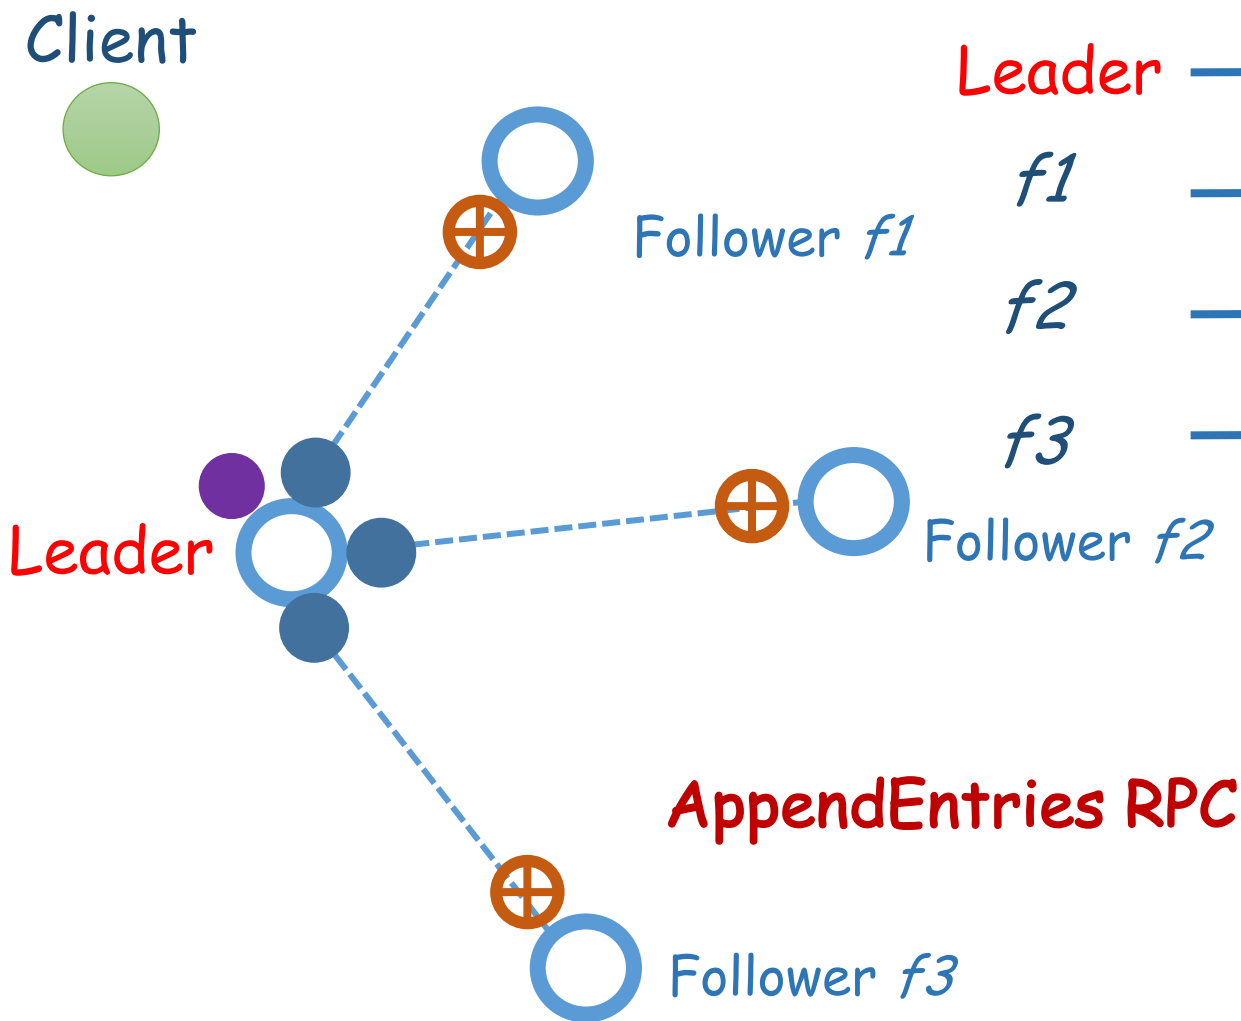 Client
Leader
f1
Follower f1
f2
f3
Leader
Follower f2
AppendEntries RPC
Follower f3